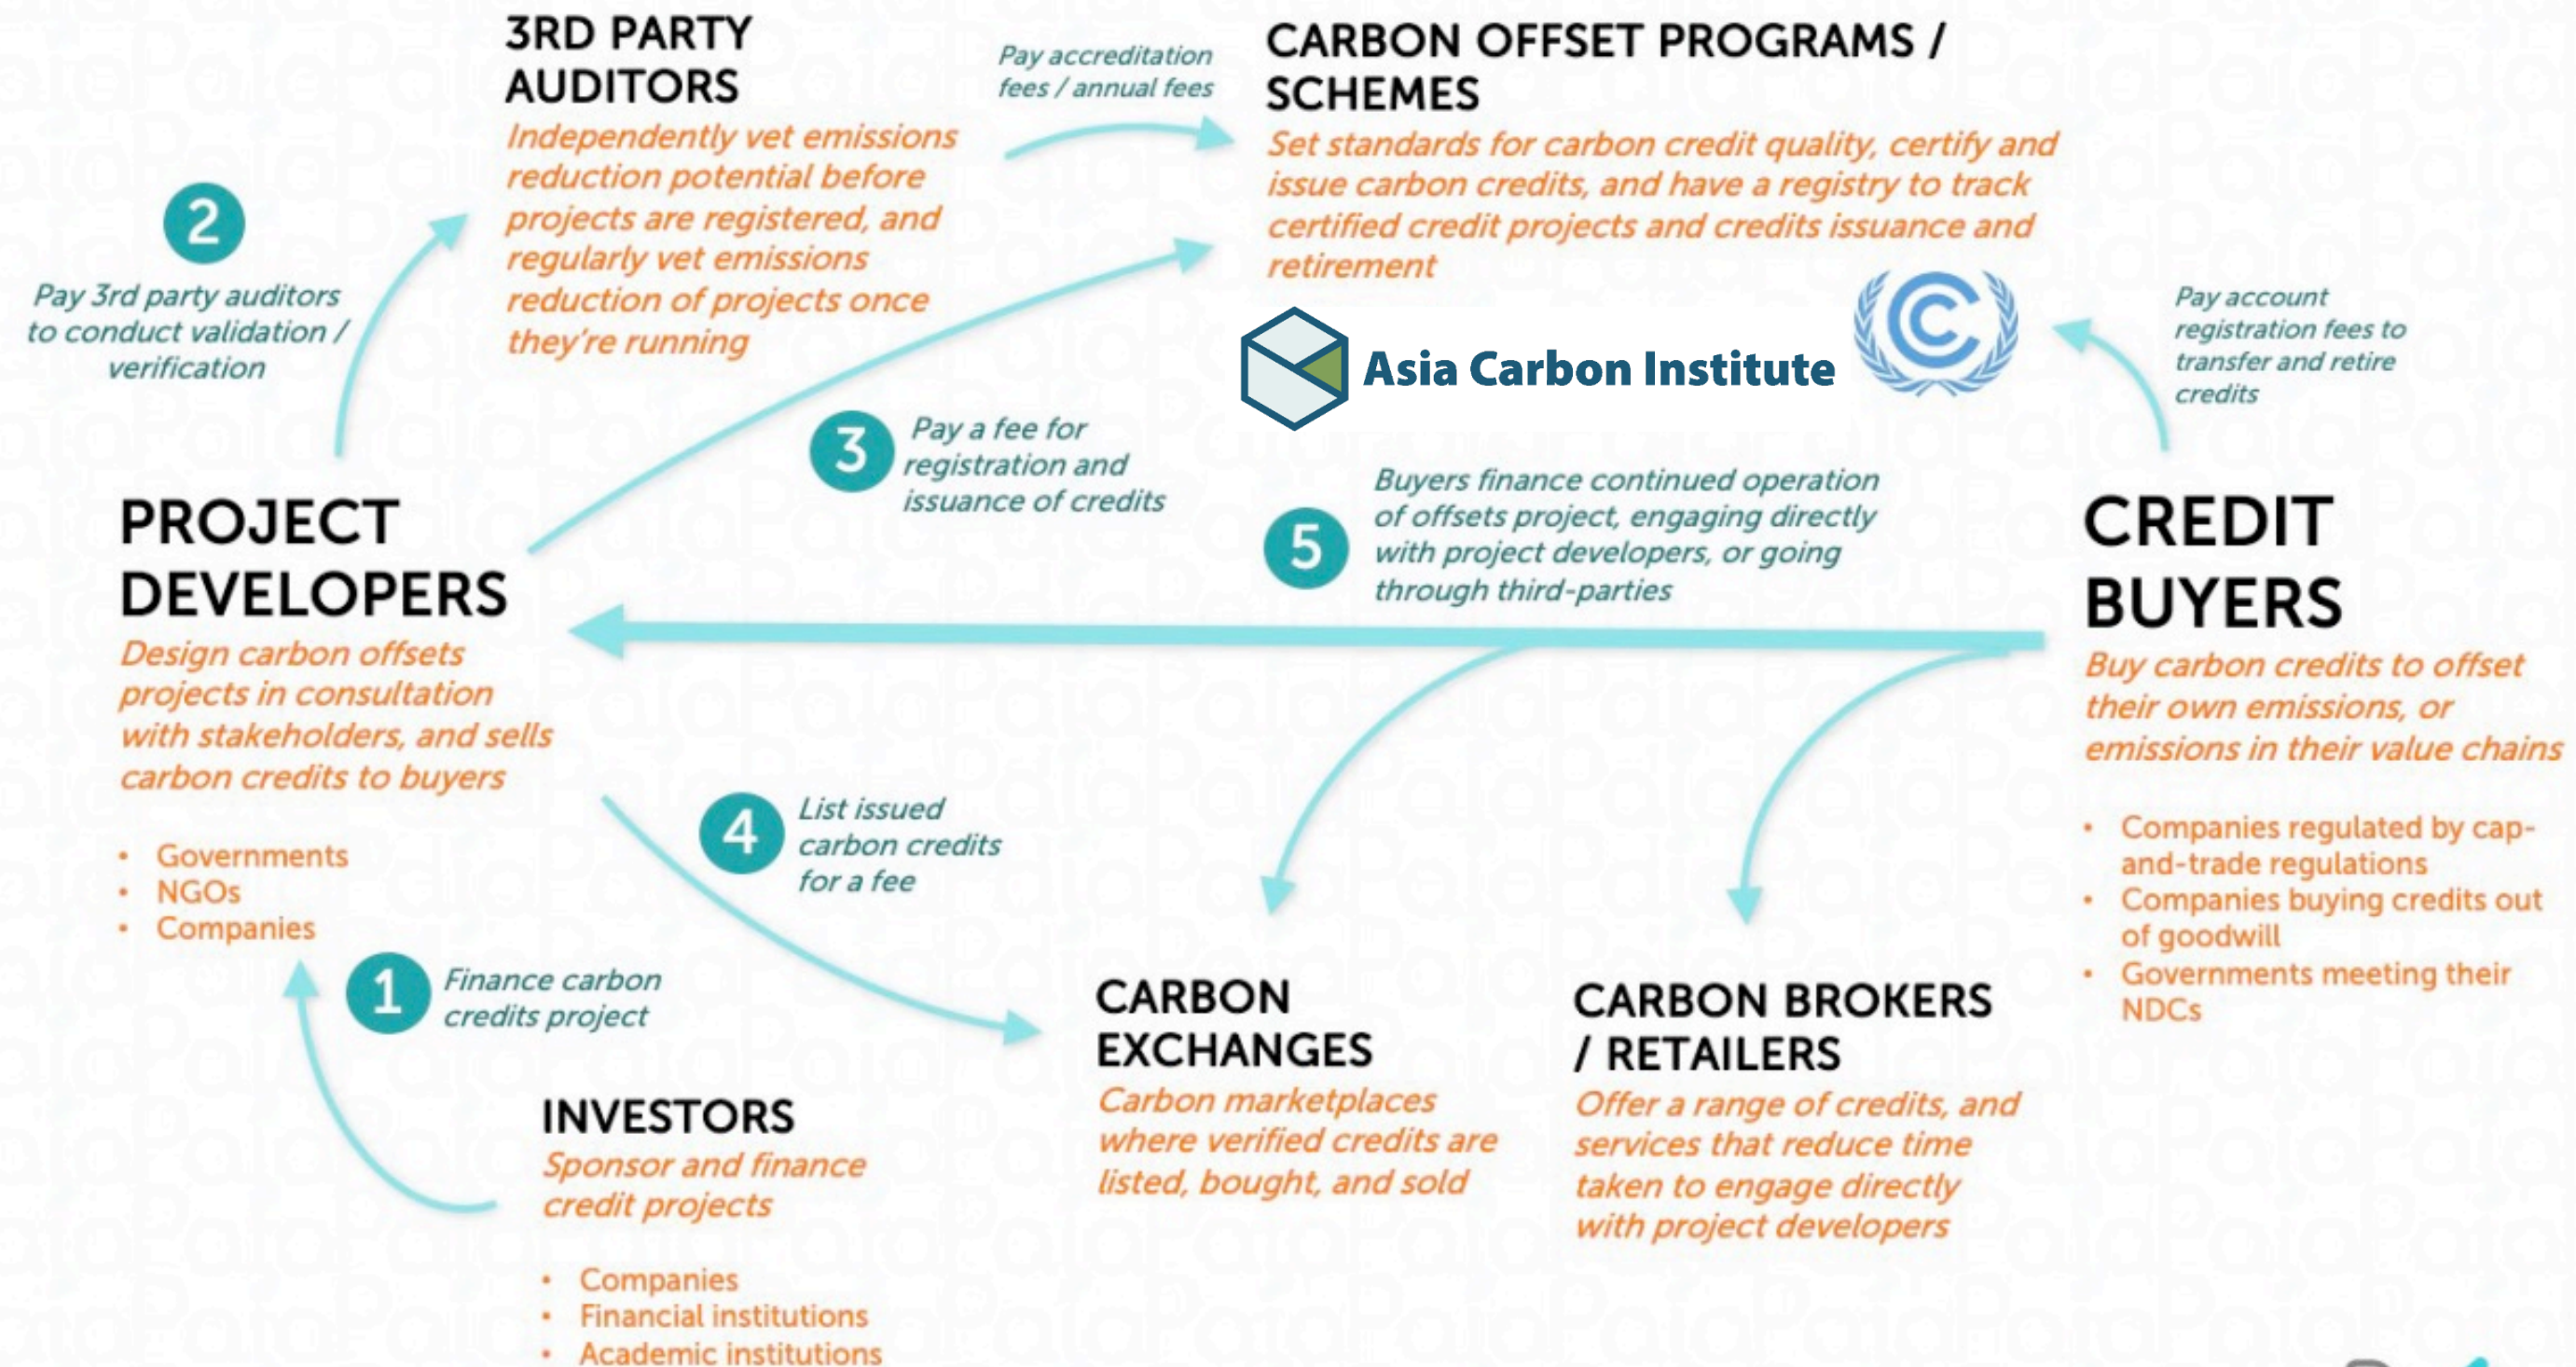 3RD PARTY
AUDITORS
Independently vet emissions
reduction potential before
projects are registered, and
regularly vet emissions
reduction of projects once
they're running
Pay accreditation
fees / annual fees
CARBON OFFSET PROGRAMS /
SCHEMES
Set standards for carbon credit quality, certify and
issue carbon credits, and have a registry to track
certified credit projects and credits issuance and
retirement
Asia Carbon Institute
2
Pay 3rd party auditors
to conduct validation /
verification
Pay account
registration fees to
transfer and retire
credits
3
Pay a fee for
registration and
issuance of credits
5
Buyers finance continued operation
of offsets project, engaging directly
with project developers, or going
through third-parties
PROJECT
DEVELOPERS
Design carbon offsets
projects in consultation
with stakeholders, and sells
carbon credits to buyers
• Governments
• NGOs
• Companies
CREDIT
BUYERS
Buy carbon credits to offset
their own emissions, or
emissions in their value chains
• Companies regulated by cap-
and-trade regulations
• Companies buying credits out
of goodwill
• Governments meeting their
NDCs
4
List issued
carbon credits
for a fee
1
Finance carbon
credits project
INVESTORS
Sponsor and finance
credit projects
• Companies
• Financial institutions
• Academic institutions
CARBON
EXCHANGES
Carbon marketplaces
where verified credits are
listed, bought, and sold
CARBON BROKERS
/ RETAILERS
Offer a range of credits, and
services that reduce time
taken to engage directly
with project developers